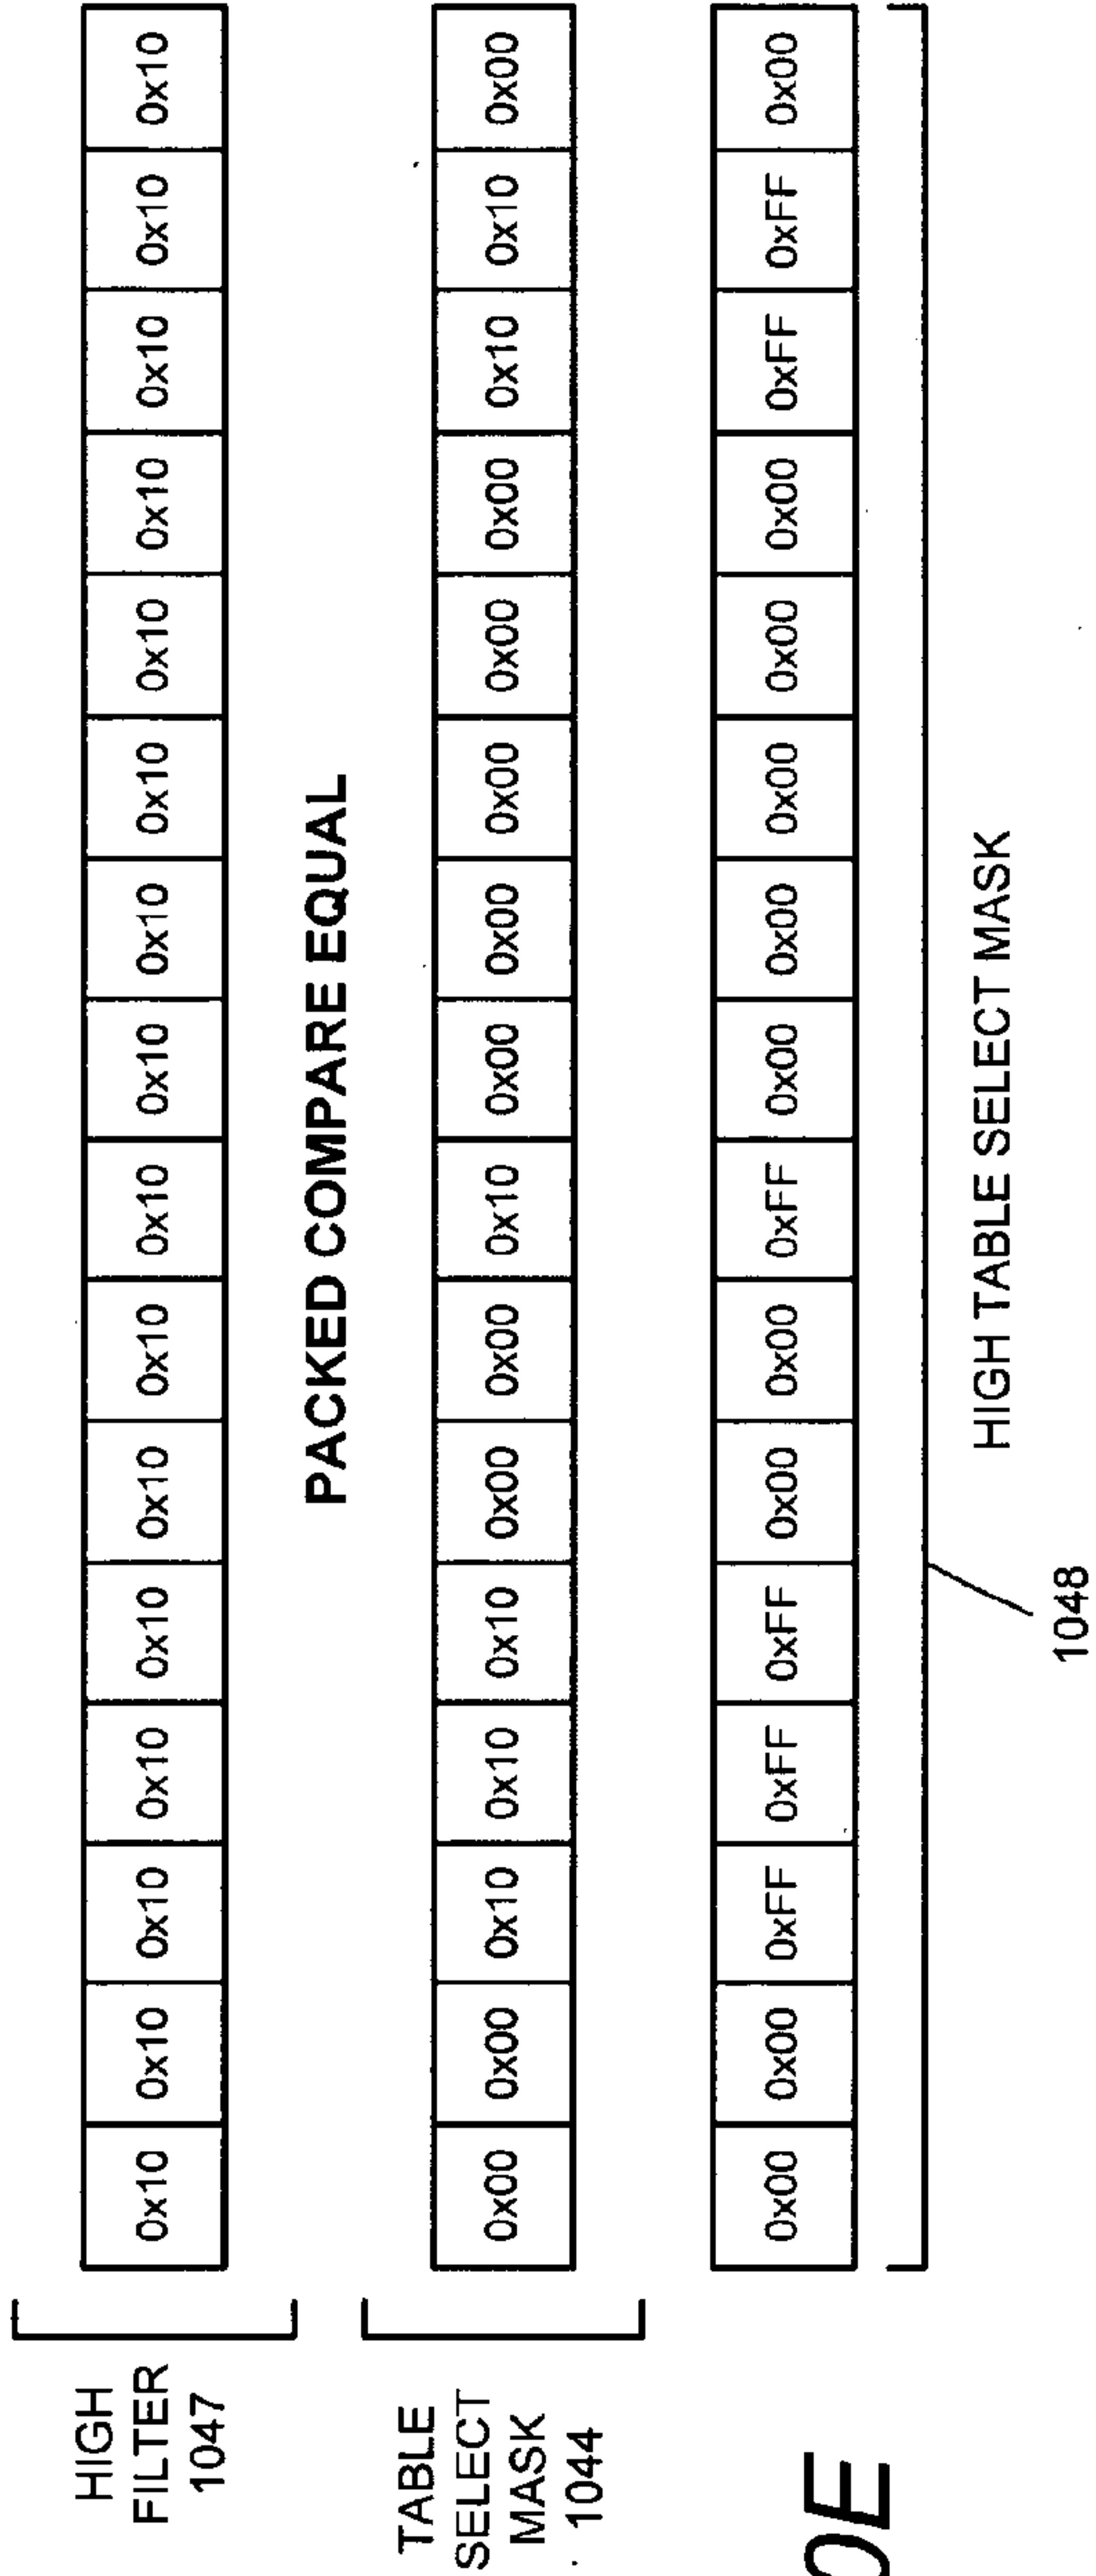 HIGH
FILTER
1047
0x10 0x10 0x10 0x10 0x10 0x10 0x10 0x10 0x10 0x10 0x10 0x10 0x10 0x10 0x10 0x10
PACKED COMPARE EQUAL
TABLE
SELECT
MASK
1044
0x00 0x00 0x10 0x10 0x10 0x00 0x00 0x10 0x00 0x00 0x00 0x00 0x00 0x10 0x10 0x00
0x00 0x00 0xFF 0xFF 0xFF 0x00 0x00 0xFF 0x00 0x00 0x00 0x00 0x00 0xFF 0xFF 0x00
HIGH TABLE SELECT MASK
1048